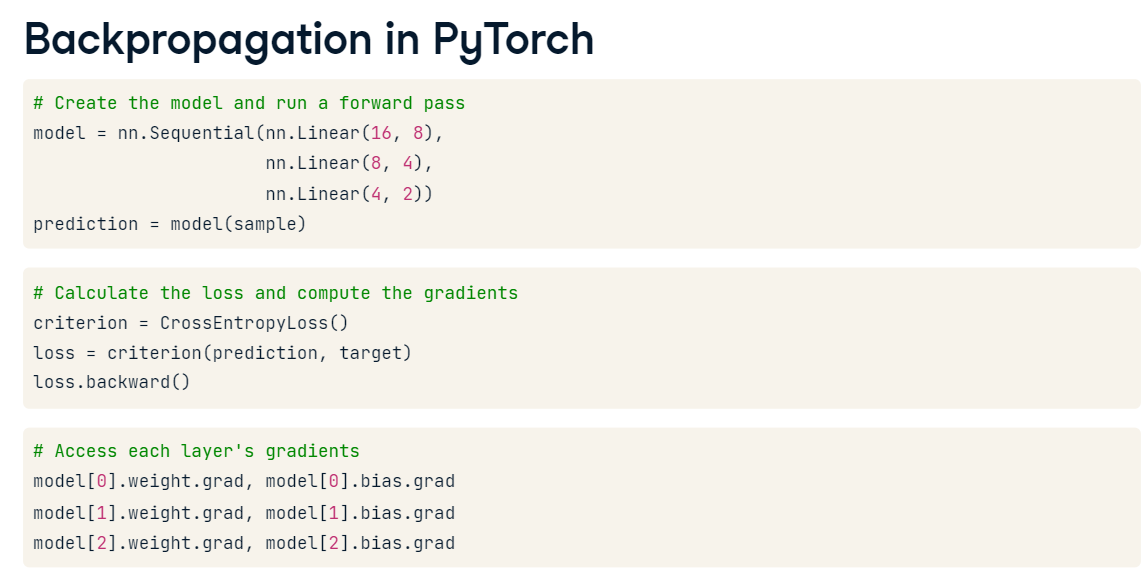 Backpropagation in PyTorch
# Create the model and run a forward pass
model = nn.Sequential(nn.Linear(16, 8),
                      nn.Linear(8, 4),
                      nn.Linear(4, 2))
prediction = model(sample)
# Calculate the loss and compute the gradients
criterion = CrossEntropyLoss()
loss = criterion(prediction, target)
loss.backward()
# Access each layer's gradients
model[0].weight.grad, model[0].bias.grad
model[1].weight.grad, model[1].bias.grad
model[2].weight.grad, model[2].bias.grad